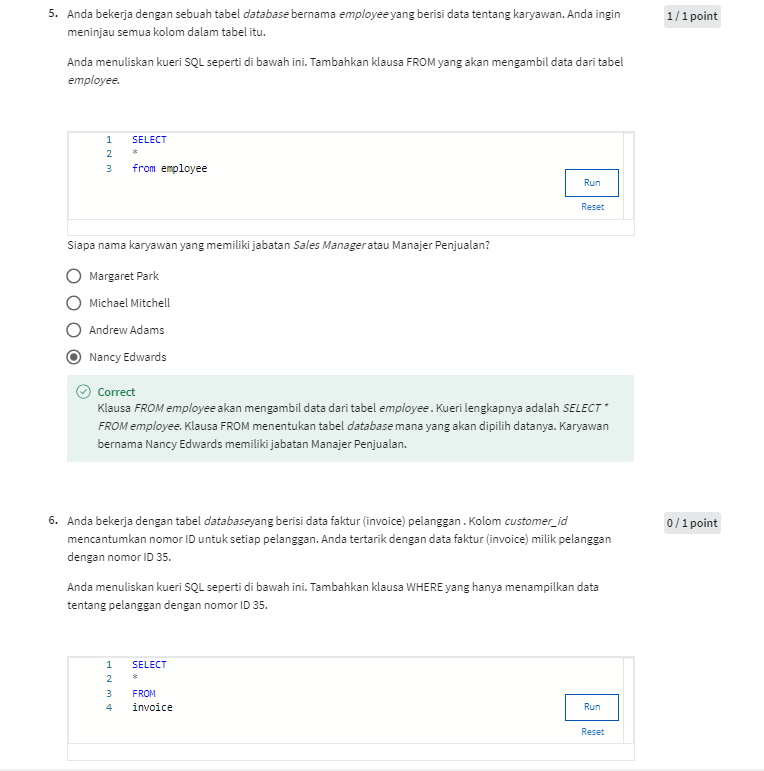 5. Anda bekerja dengan sebuah tabel database bernama employee yang berisi data tentang karyawan. Anda ingin
1 / 1 point
meninjau semua kolom dalam tabel itu.
Anda menuliskan kueri SQL seperti di bawah ini. Tambahkan klausa FROM yang akan mengambil data dari tabel
employee.
1 SELECT
2 *
3 from employee
Run
Reset
Siapa nama karyawan yang memiliki jabatan Sales Manager atau Manajer Penjualan?
Margaret Park
Michael Mitchell
Andrew Adams
Nancy Edwards
Correct
Klausa FROM employee akan mengambil data dari tabel employee . Kueri lengkapnya adalah SELECT *
FROM employee. Klausa FROM menentukan tabel database mana yang akan dipilih datanya. Karyawan
bernama Nancy Edwards memiliki jabatan Manajer Penjualan.
6. Anda bekerja dengan tabel databaseyang berisi data faktur (invoice) pelanggan . Kolom customer_id
0 / 1 point
mencantumkan nomor ID untuk setiap pelanggan. Anda tertarik dengan data faktur (invoice) milik pelanggan
dengan nomor ID 35.
Anda menuliskan kueri SQL seperti di bawah ini. Tambahkan klausa WHERE yang hanya menampilkan data
tentang pelanggan dengan nomor ID 35.
1 SELECT
2 *
3 FROM
4 invoice
Run
Reset